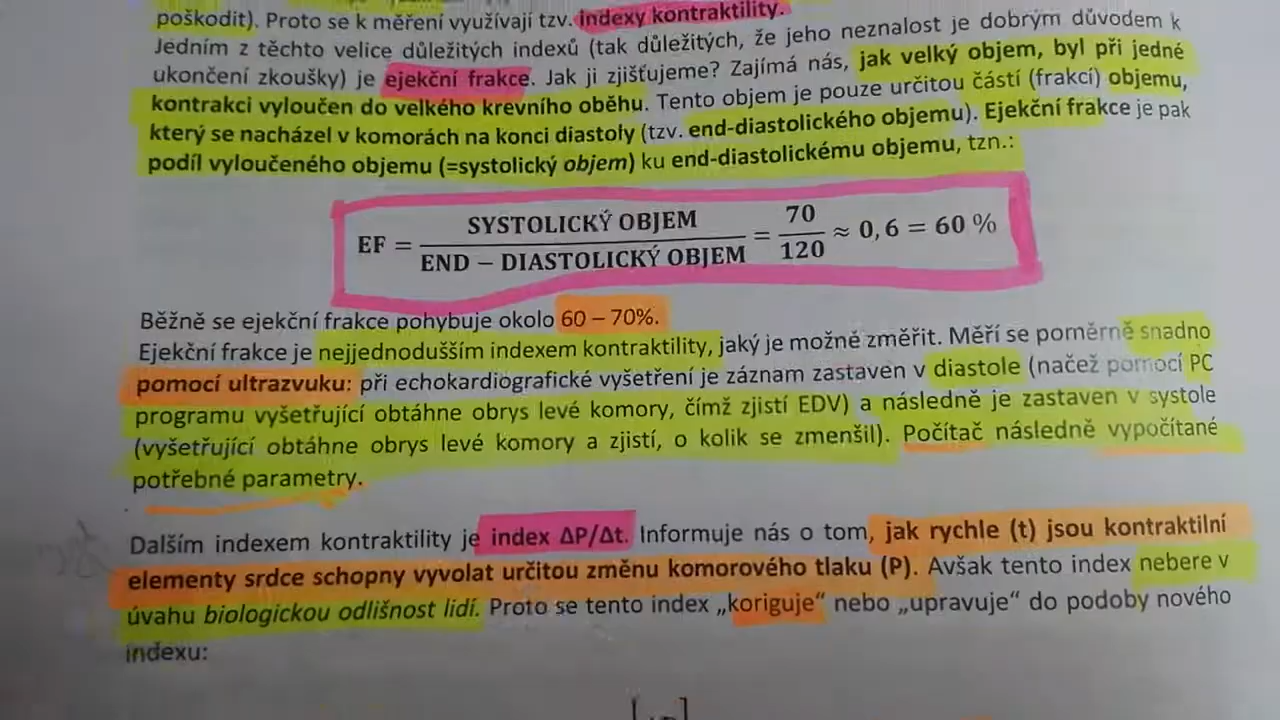 poškodit). Proto se k měření využívají tzv. indexy kontraktility.
Jedním z těchto velice důležitých indexů (tak důležitých, že jeho neznalost je dobrým důvodem k
ukončení zkoušky) je ejekční frakce. Jak ji zjišťujeme? Zajímá nás, jak velký objem, byl při jedné
kontrakci vyloučen do velkého krevního oběhu. Tento objem je pouze určitou částí (frakcí) objemu,
který se nacházel v komorách na konci diastoly (tzv. end-diastolického objemu). Ejekční frakce je pak
podíl vyloučeného objemu (=systolický objem) ku end-diastolickému objemu, tzn.:
EF = SYSTOLICKÝ OBJEM / END − DIASTOLICKÝ OBJEM = 70 / 120 ≈ 0,6 = 60 %
Běžně se ejekční frakce pohybuje okolo 60 – 70%.
Ejekční frakce je nejjednodušším indexem kontraktility, jaký je možně změřit. Měří se poměrně snadno
pomocí ultrazvuku: při echokardiografické vyšetření je záznam zastaven v diastole (načež pomocí PC
programu vyšetřující obtáhne obrys levé komory, čímž zjistí EDV) a následně je zastaven v systole
(vyšetřující obtáhne obrys levé komory a zjistí, o kolik se zmenšil). Počítač následně vypočítané
potřebné parametry.
Dalším indexem kontraktility je index ΔP/Δt. Informuje nás o tom, jak rychle (t) jsou kontraktilní
elementy srdce schopny vyvolat určitou změnu komorového tlaku (P). Avšak tento index nebere v
úvahu biologickou odlišnost lidí. Proto se tento index „koriguje“ nebo „upravuje“ do podoby nového
indexu: